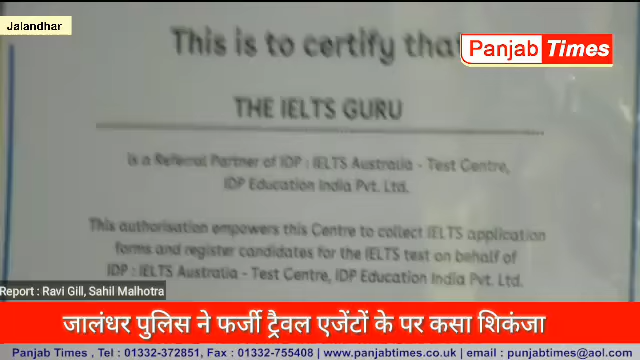 Jalandhar
This is to certify tha
Panjab Times
THE IELTS GURU
is a Referral Partner of IDP : IELTS Australia - Test Centre,
IDP Education India Pvt. Ltd.
This authorisation empowers this Centre to collect IELTS application
forms and register candidates for the IELTS test on behalf of
IDP : IELTS Australia - Test Centre, IDP Education India Pvt. Ltd.
Report : Ravi Gill, Sahil Malhotra
जालंधर पुलिस ने फर्जी ट्रैवल एजेंटों के पर कसा शिकंजा
Panjab Times , Tel : 01332-372851, Fax : 01332-755408 | www.panjabtimes.co.uk | email : punjabtimes@aol.com